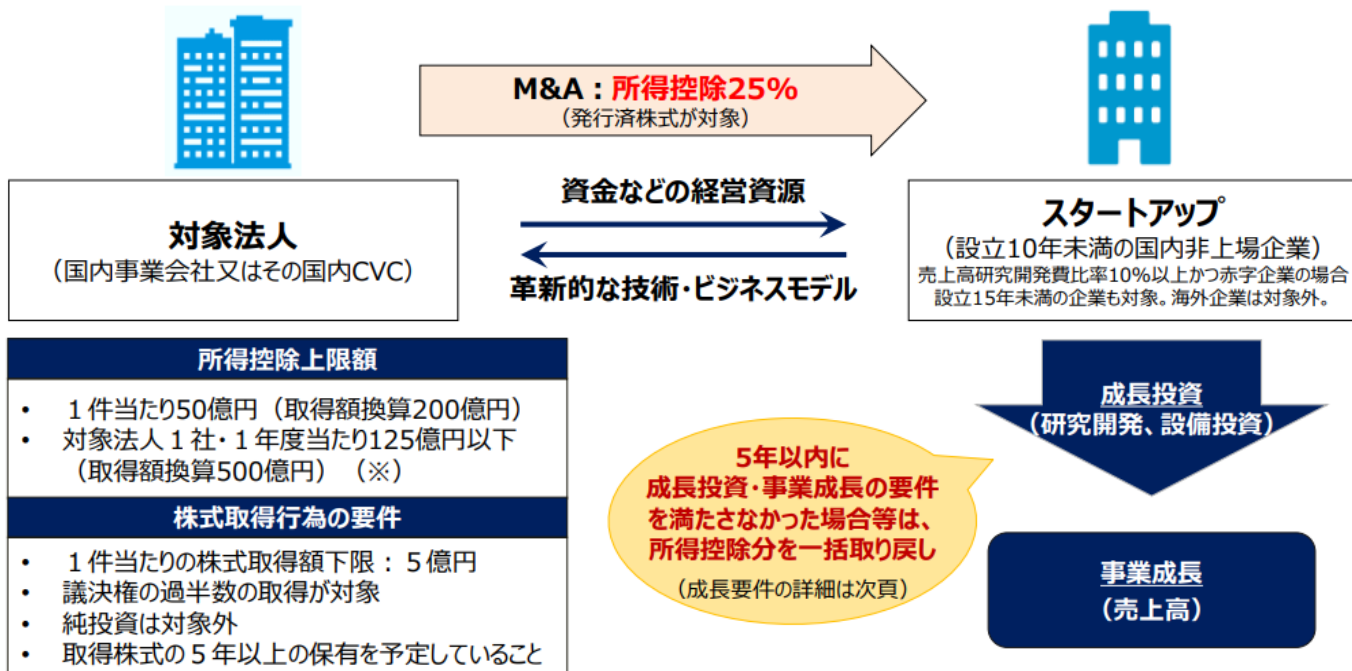 M&A：所得控除25%
（発行済株式が対象）
対象法人
（国内事業会社又はその国内CVC）
資金などの経営資源
革新的な技術・ビジネスモデル
スタートアップ
（設立10年未満の国内非上場企業）
売上高研究開発費比率10%以上かつ赤字企業の場合
設立15年未満の企業も対象。海外企業は対象外。
所得控除上限額
• １件当たり50億円（取得額換算200億円）
• 対象法人１社・１年度当たり125億円以下
（取得額換算500億円）（※）
株式取得行為の要件
• １件当たりの株式取得額下限：５億円
• 議決権の過半数の取得が対象
• 純投資は対象外
• 取得株式の５年以上の保有を予定していること
5年以内に
成長投資・事業成長の要件
を満たさなかった場合等は、
所得控除分を一括取り戻し
（成長要件の詳細は次頁）
成長投資
（研究開発、設備投資）
事業成長
（売上高）